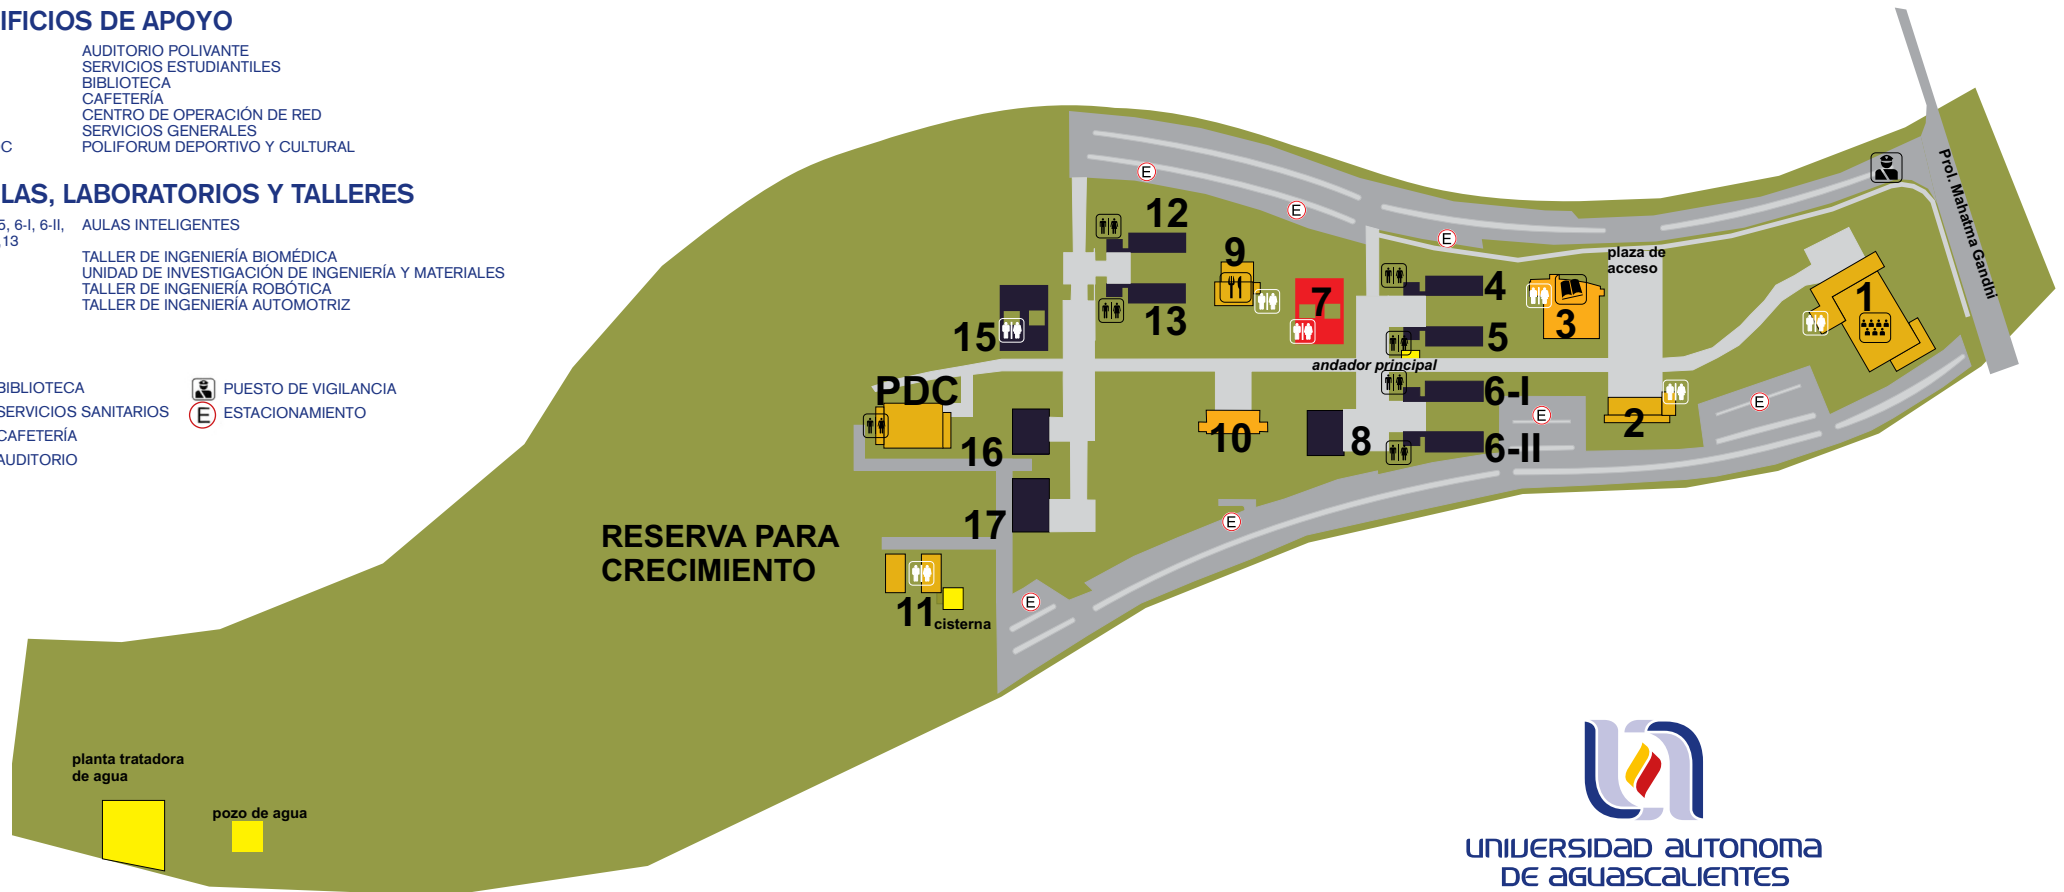 IFICIOS DE APOYO
AUDITORIO POLIVANTE
SERVICIOS ESTUDIANTILES
BIBLIOTECA
CAFETERÍA
CENTRO DE OPERACIÓN DE RED
SERVICIOS GENERALES
C POLIFORUM DEPORTIVO Y CULTURAL
LAS, LABORATORIOS Y TALLERES
5, 6-I, 6-II, AULAS INTELIGENTES
,13
TALLER DE INGENIERÍA BIOMÉDICA
UNIDAD DE INVESTIGACIÓN DE INGENIERÍA Y MATERIALES
TALLER DE INGENIERÍA ROBÓTICA
TALLER DE INGENIERÍA AUTOMOTRIZ
BIBLIOTECA
PUESTO DE VIGILANCIA
SERVICIOS SANITARIOS
E ESTACIONAMIENTO
CAFETERÍA
AUDITORIO
Prol. Mahatma Gandhi
E
E
E
12
9
plaza de
acceso
4
1
7
3
13
15
5
andador principal
PDC
6-I
E
E
2
10
8
6-II
16
17
E
RESERVA PARA
CRECIMIENTO
E
11
cisterna
planta tratadora
de agua
pozo de agua
UNIVERSIDAD AUTONOMA
DE AGUASCALIENTES